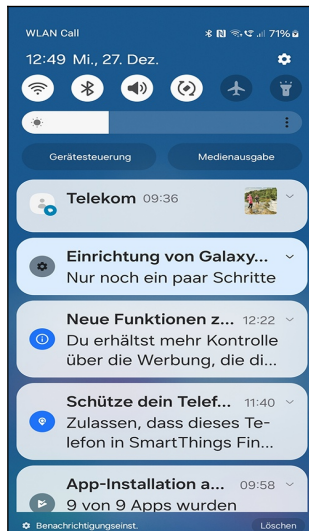 WLAN Call 71%
12:49 Mi., 27. Dez.
Gerätesteuerung Medienausgabe
Telekom 09:36
Einrichtung von Galaxy...
Nur noch ein paar Schritte
Neue Funktionen z... 12:22
Du erhältst mehr Kontrolle
über die Werbung, die di...
Schütze dein Telef... 11:40
Zulassen, dass dieses Te-
lefon in SmartThings Fin...
App-Installation a... 09:58
9 von 9 Apps wurden
Benachrichtigungseinst. Löschen